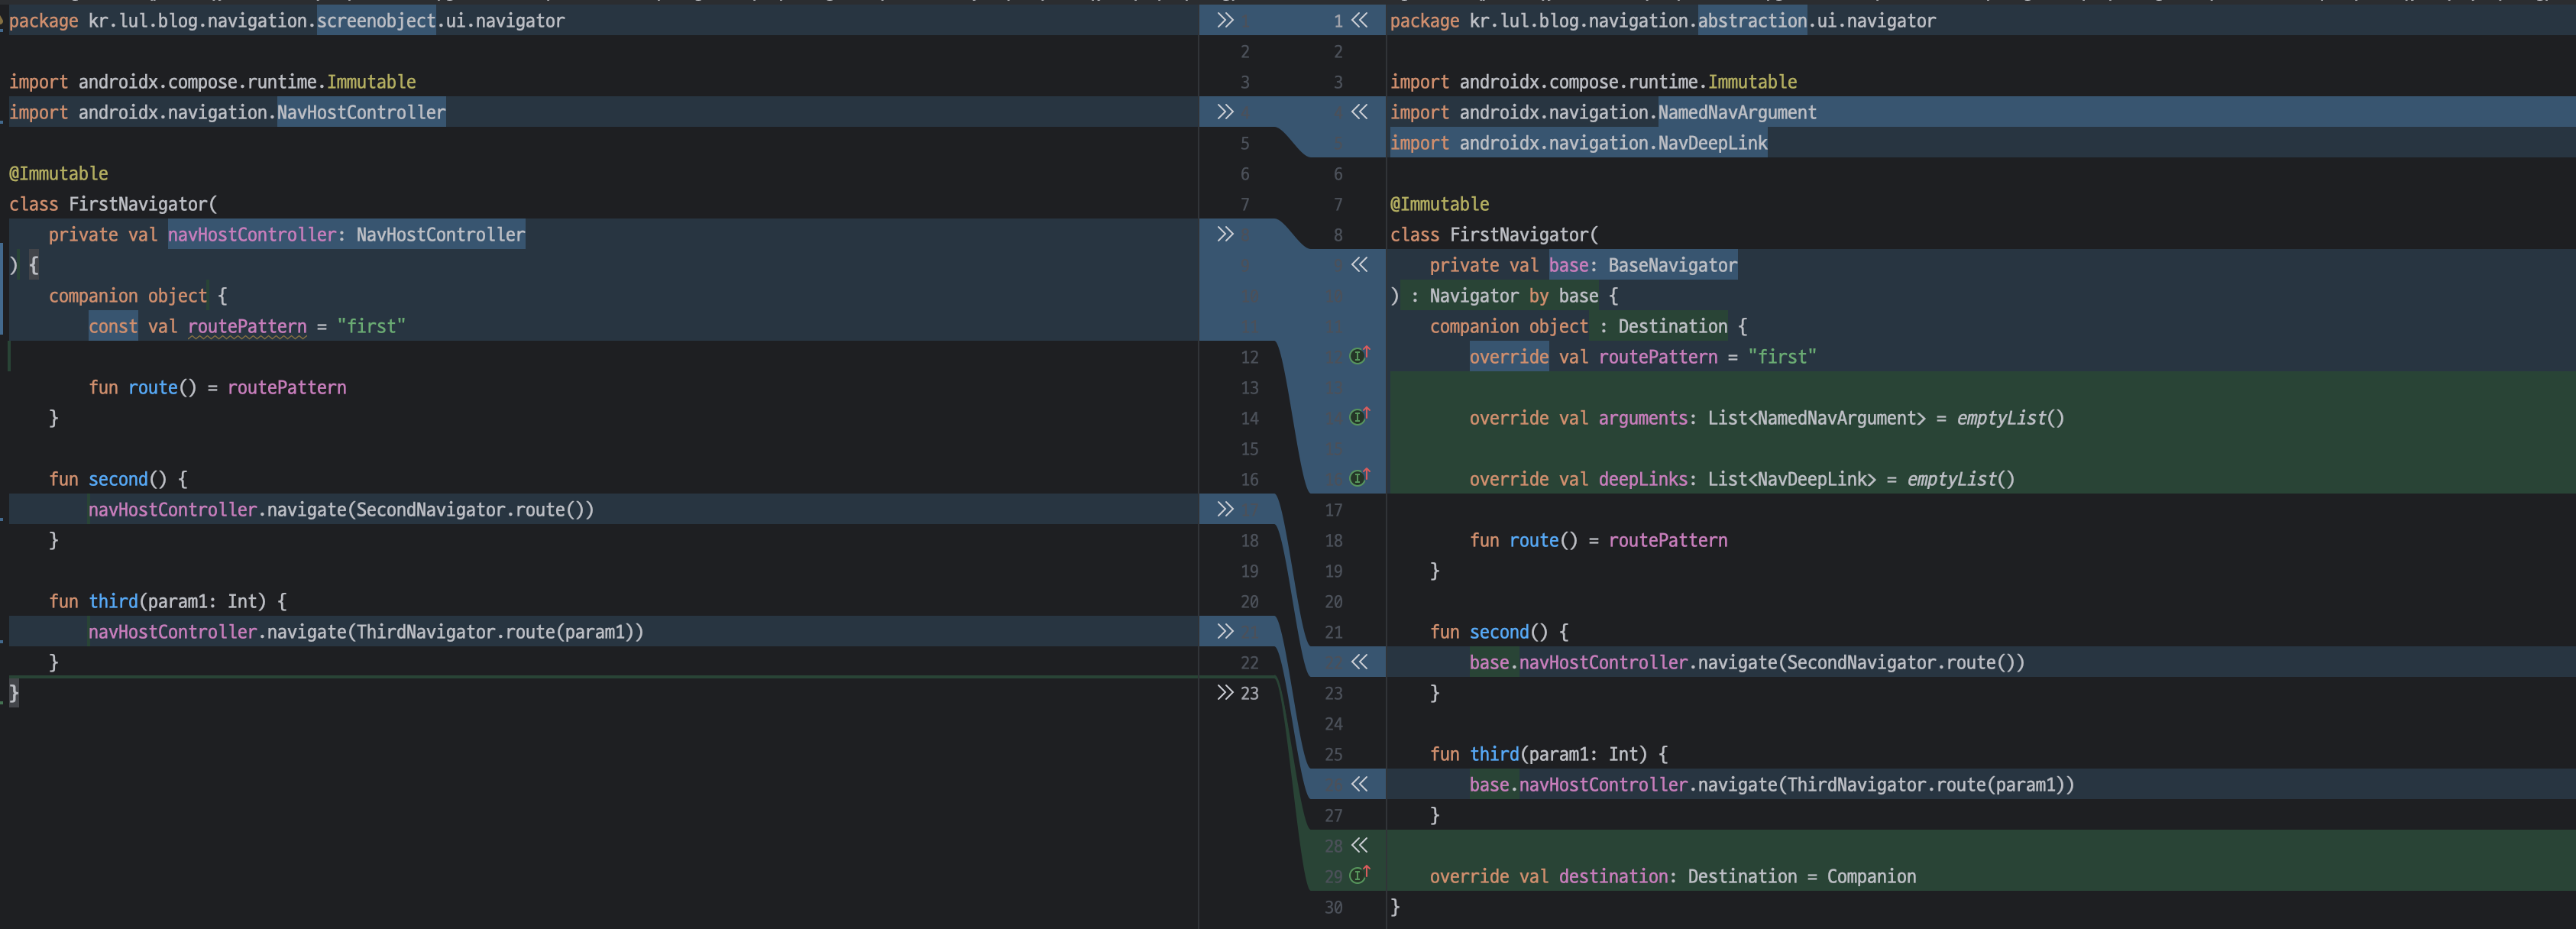 package kr.lul.blog.navigation.screenobject.ui.navigator

import androidx.compose.runtime.Immutable
import androidx.navigation.NavHostController

@Immutable
class FirstNavigator(
    private val navHostController: NavHostController
) {
    companion object {
        const val routePattern = "first"

        fun route() = routePattern
    }

    fun second() {
        navHostController.navigate(SecondNavigator.route())
    }

    fun third(param1: Int) {
        navHostController.navigate(ThirdNavigator.route(param1))
    }
}
2
3
5
6
7
12
13
14
15
16
18
19
20
22
23
1
2
3
6
7
8
17
18
19
20
21
23
24
25
27
28
29
30
package kr.lul.blog.navigation.abstraction.ui.navigator

import androidx.compose.runtime.Immutable
import androidx.navigation.NamedNavArgument
import androidx.navigation.NavDeepLink

@Immutable
class FirstNavigator(
    private val base: BaseNavigator
) : Navigator by base {
    companion object : Destination {
        override val routePattern = "first"

        override val arguments: List<NamedNavArgument> = emptyList()

        override val deepLinks: List<NavDeepLink> = emptyList()

        fun route() = routePattern
    }

    fun second() {
        base.navHostController.navigate(SecondNavigator.route())
    }

    fun third(param1: Int) {
        base.navHostController.navigate(ThirdNavigator.route(param1))
    }

    override val destination: Destination = Companion
}